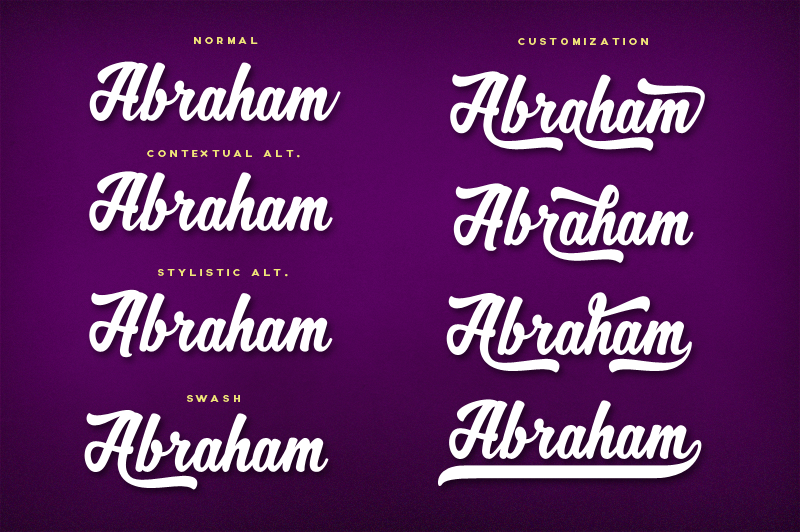 NORMAL
Abraham
CONTEXTUAL ALT.
Abraham
STYLISTIC ALT.
Abraham
SWASH
Abraham
CUSTOMIZATION
Abraham
Abraham
Abraham
Abraham